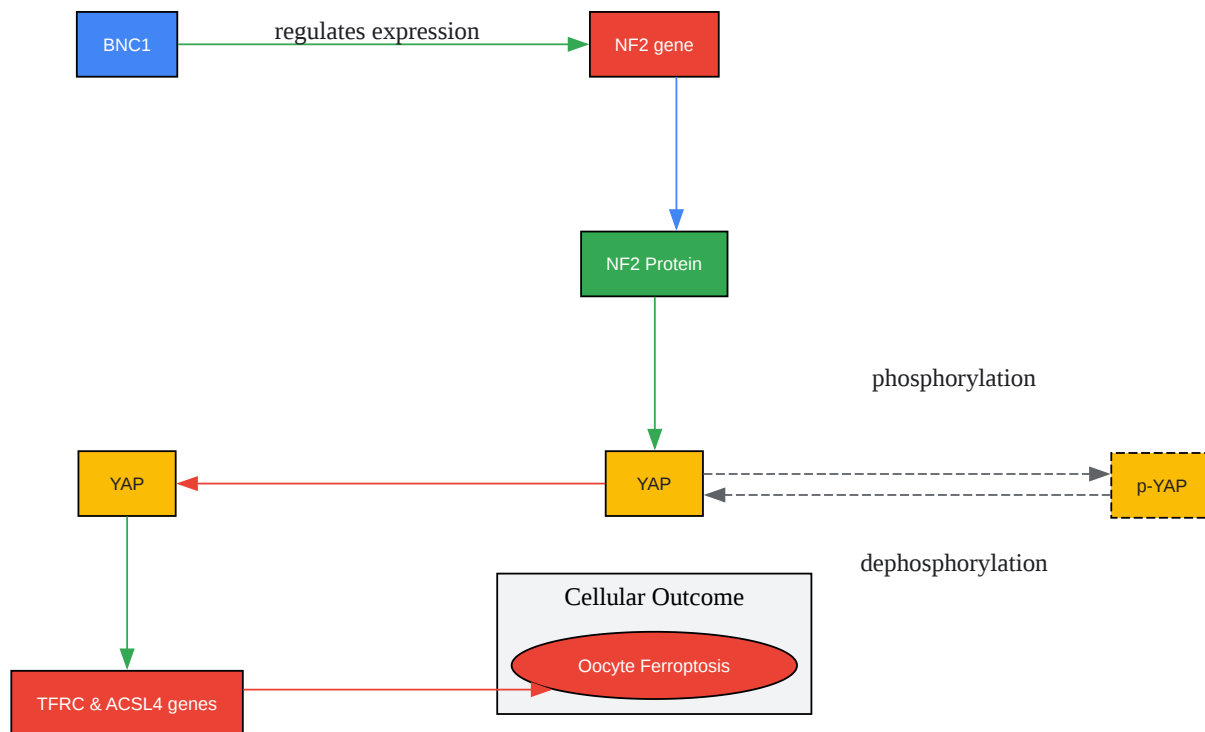 BNC1
regulates expression
NF2 gene
NF2 Protein
phosphorylation
YAP
YAP
p-YAP
dephosphorylation
Cellular Outcome
Oocyte Ferroptosis
TFRC & ACSL4 genes